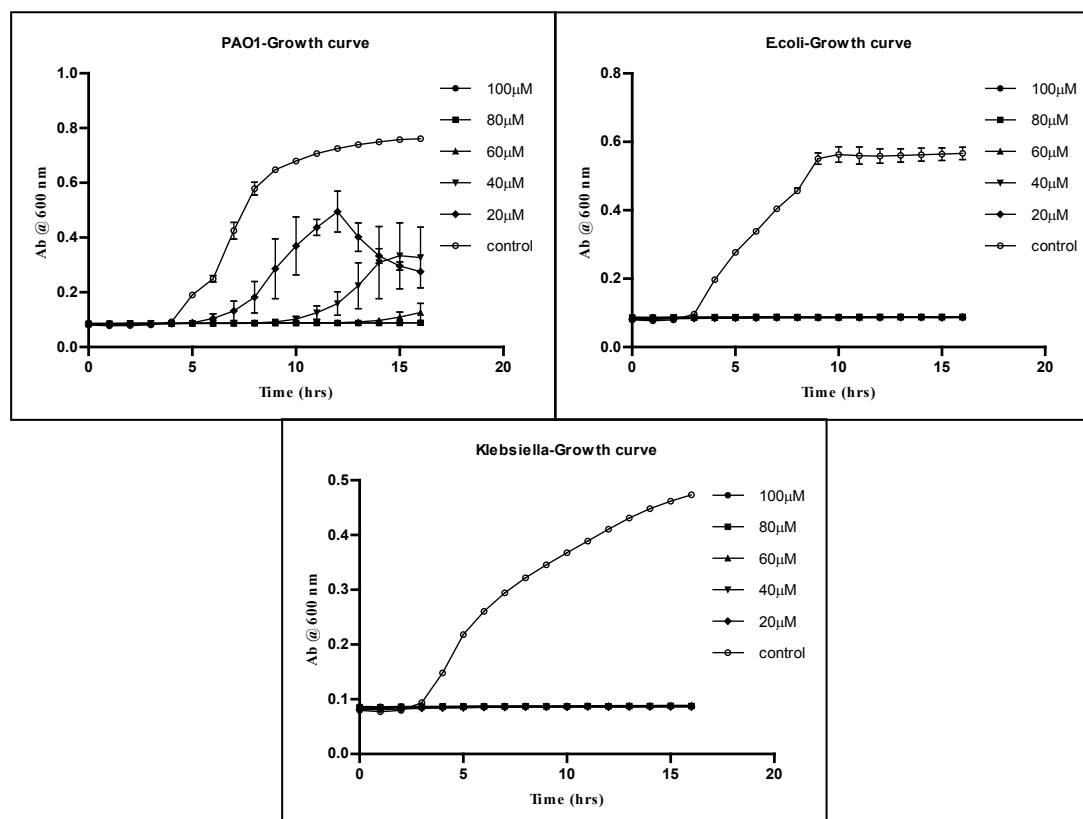 PAO1-Growth curve
1.0
0.8
0.6
0.4
0.2
0.0
Ab @ 600 nm
0 5 10 15 20
Time (hrs)
100μM
80μM
60μM
40μM
20μM
control
E.coli-Growth curve
0.8
0.6
0.4
0.2
0.0
Ab @ 600 nm
0 5 10 15 20
Time (hrs)
100μM
80μM
60μM
40μM
20μM
control
Klebsiella-Growth curve
0.5
0.4
0.3
0.2
0.1
0.0
Ab @ 600 nm
0 5 10 15 20
Time (hrs)
100μM
80μM
60μM
40μM
20μM
control